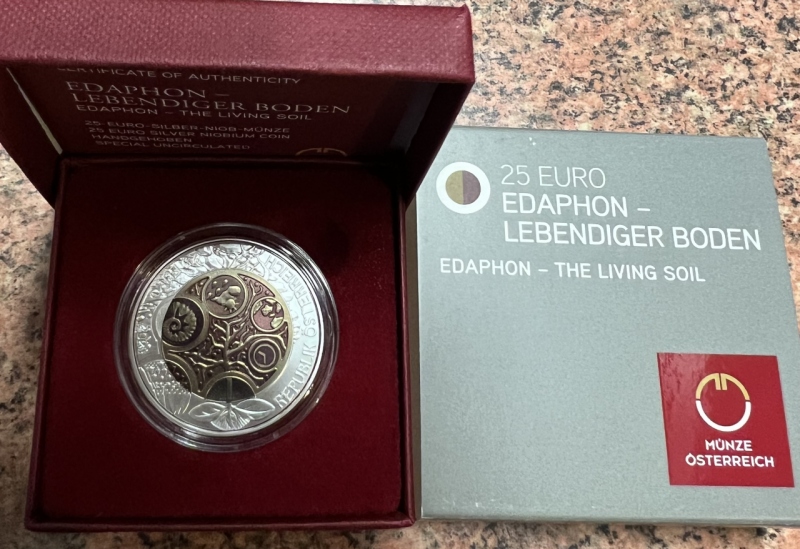 CERTIFICATE OF AUTHENTICITY
EDAPHON –
LEBENDIGER BODEN
EDAPHON – THE LIVING SOIL
25-EURO-SILBER-NIOB-MÜNZE
25 EURO SILVER NIOBIUM COIN
HANDGEHOBEN
SPECIAL UNCIRCULATED
REPUBLIK ÖSTERREICH
25 EURO
EDAPHON –
LEBENDIGER BODEN
EDAPHON – THE LIVING SOIL
MÜNZE
ÖSTERREICH